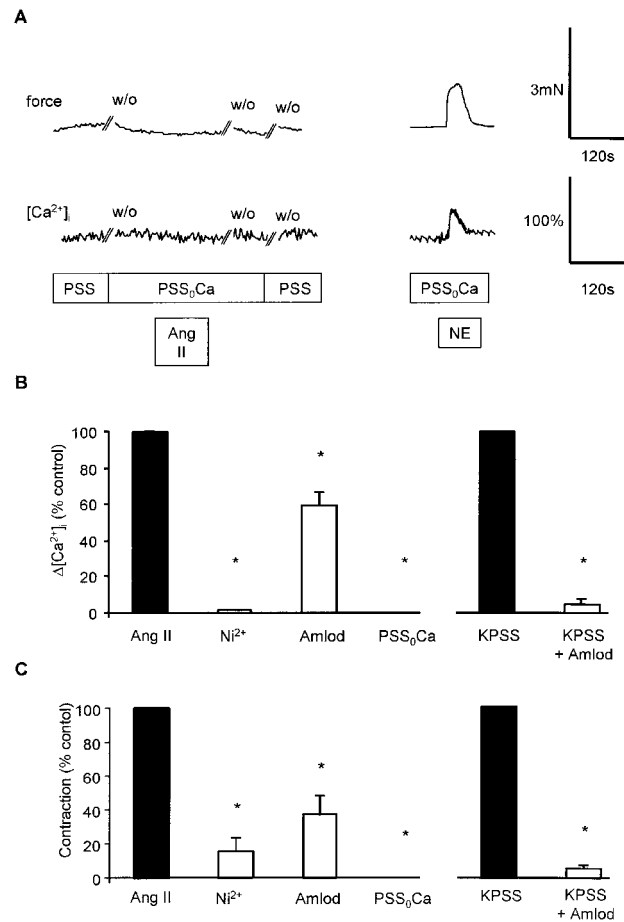 A
force
w/o w/o w/o
3mN
120s
[Ca²⁺]ᵢ
w/o w/o w/o
100%
120s
PSS PSS₀Ca PSS PSS₀Ca
Ang II
NE
B
Δ[Ca²⁺]ᵢ (% control)
100
80
60
40
20
0
* * * *
Ang II Ni²⁺ Amlod PSS₀Ca KPSS KPSS + Amlod
C
Contraction (% contol)
100
80
60
40
20
0
* * * *
Ang II Ni²⁺ Amlod PSS₀Ca KPSS KPSS + Amlod